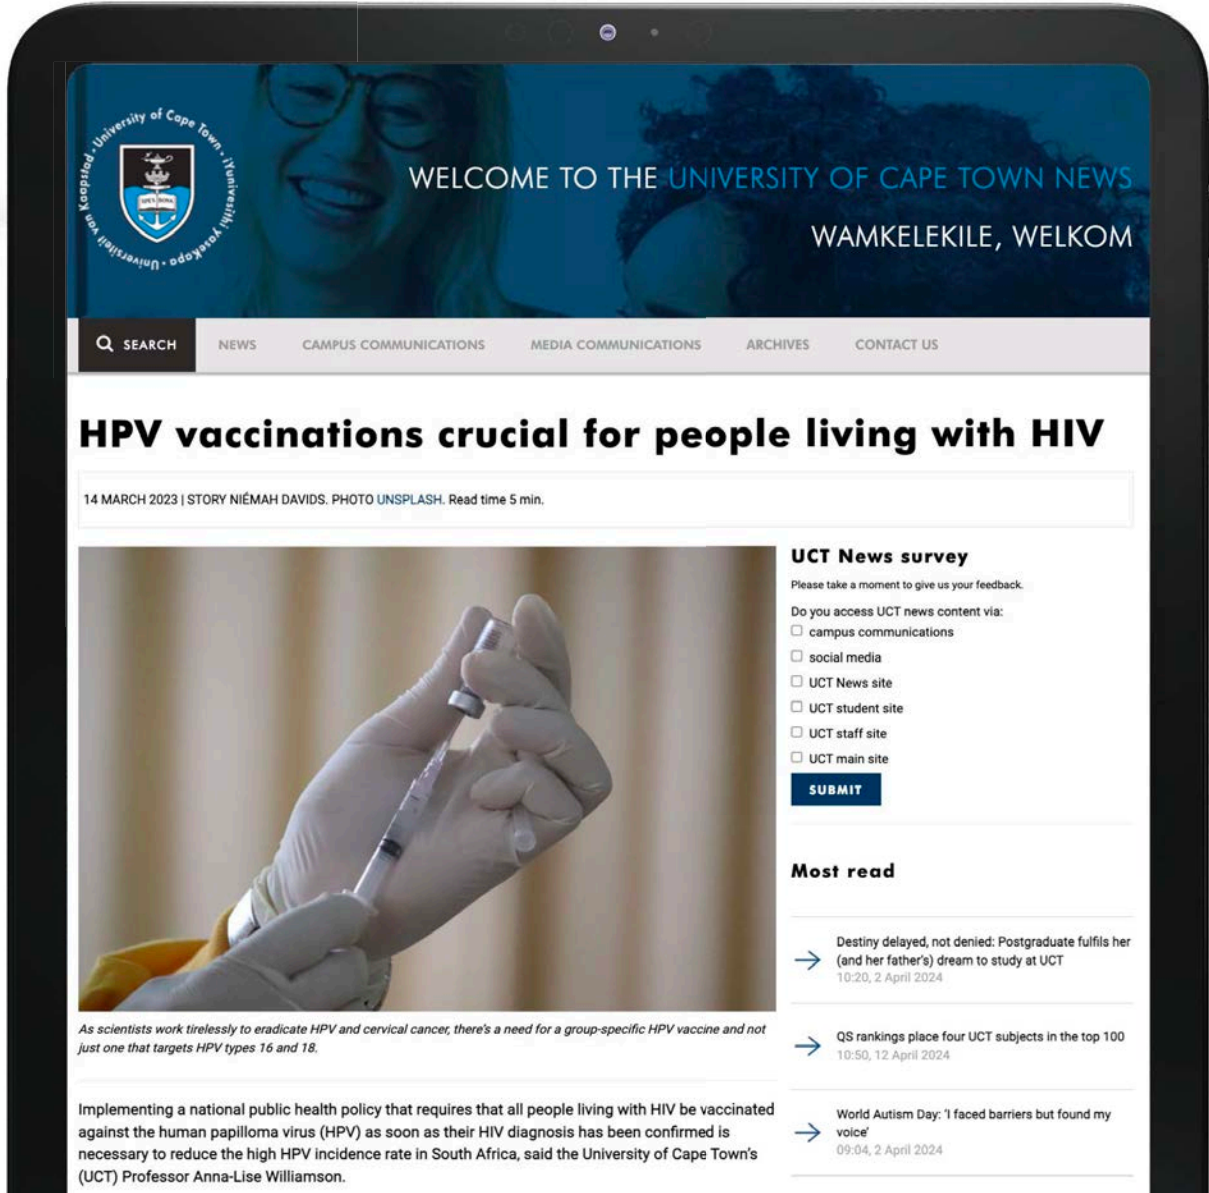 University of Cape Town · iYunivesithi yaseKapa · Universiteit van Kaapstad ·
SPES BONA
WELCOME TO THE UNIVERSITY OF CAPE TOWN NEWS
WAMKELEKILE, WELKOM
SEARCH
NEWS
CAMPUS COMMUNICATIONS
MEDIA COMMUNICATIONS
ARCHIVES
CONTACT US
HPV vaccinations crucial for people living with HIV
14 MARCH 2023 | STORY NIÉMAH DAVIDS. PHOTO UNSPLASH. Read time 5 min.
As scientists work tirelessly to eradicate HPV and cervical cancer, there's a need for a group-specific HPV vaccine and not
just one that targets HPV types 16 and 18.
Implementing a national public health policy that requires that all people living with HIV be vaccinated
against the human papilloma virus (HPV) as soon as their HIV diagnosis has been confirmed is
necessary to reduce the high HPV incidence rate in South Africa, said the University of Cape Town's
(UCT) Professor Anna-Lise Williamson.
UCT News survey
Please take a moment to give us your feedback.
Do you access UCT news content via:
campus communications
social media
UCT News site
UCT student site
UCT staff site
UCT main site
SUBMIT
Most read
Destiny delayed, not denied: Postgraduate fulfils her
(and her father's) dream to study at UCT
10:20, 2 April 2024
QS rankings place four UCT subjects in the top 100
10:50, 12 April 2024
World Autism Day: 'I faced barriers but found my
voice'
09:04, 2 April 2024